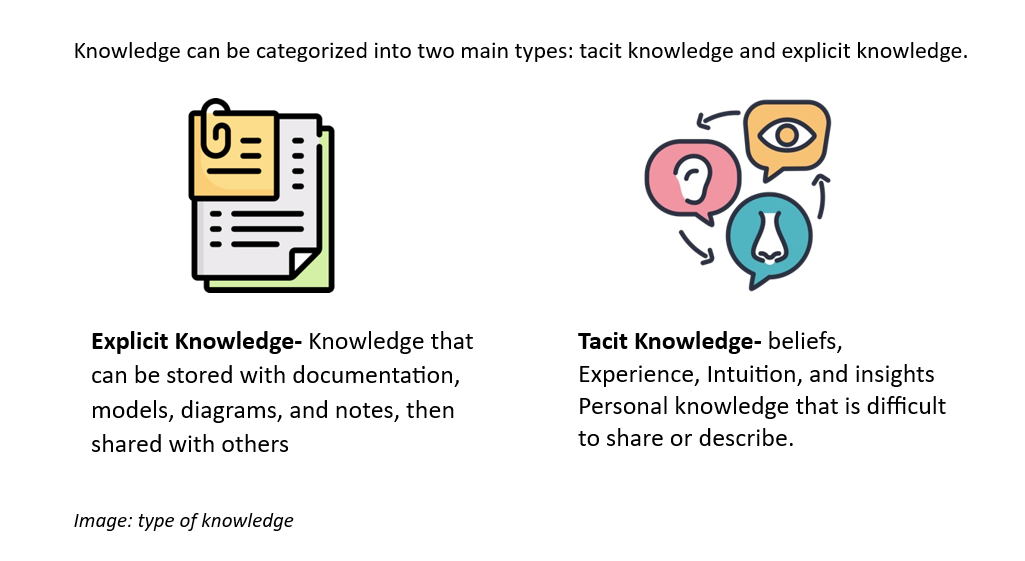 Knowledge can be categorized into two main types: tacit knowledge and explicit knowledge.
Explicit Knowledge- Knowledge that
can be stored with documentation,
models, diagrams, and notes, then
shared with others
Tacit Knowledge- beliefs,
Experience, Intuition, and insights
Personal knowledge that is difficult
to share or describe.
Image: type of knowledge